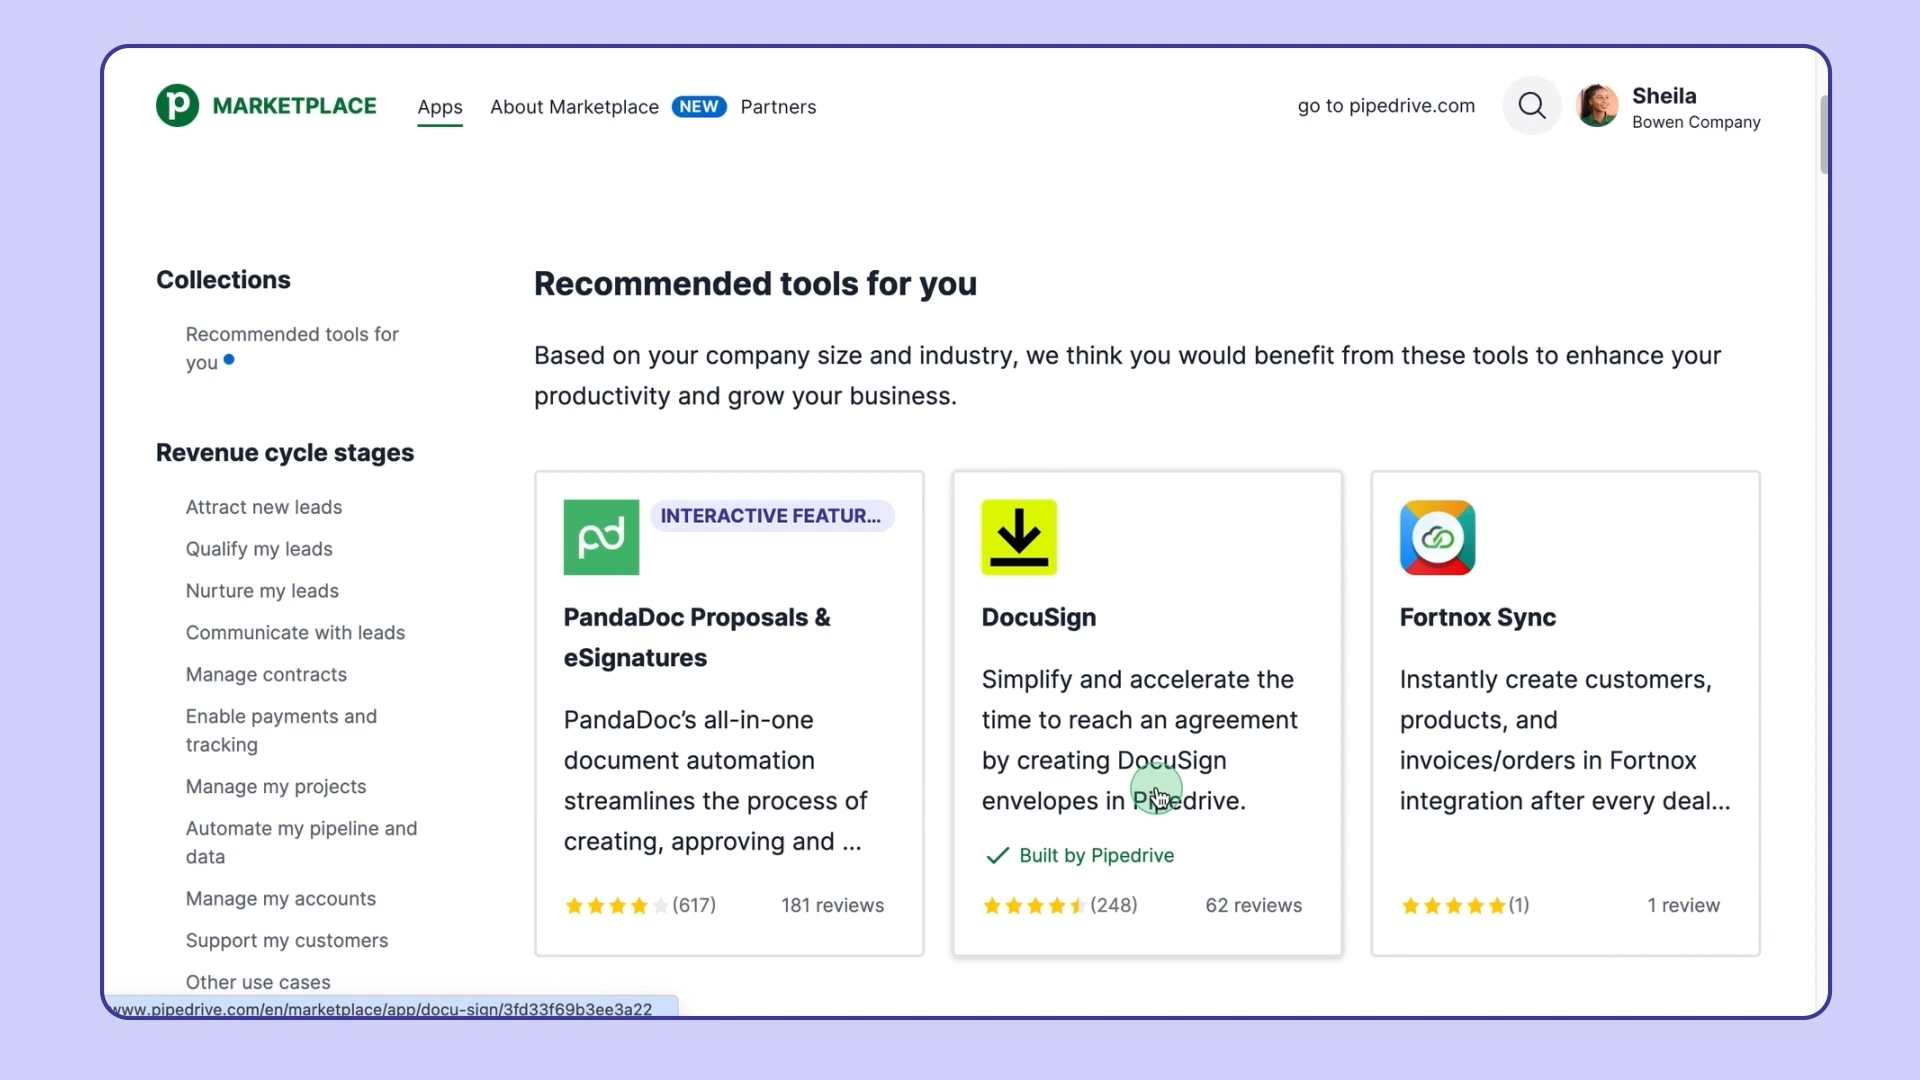 MARKETPLACE
Apps
About Marketplace NEW
Partners
go to pipedrive.com
Sheila
Bowen Company
Collections
Recommended tools for
you
Revenue cycle stages
Attract new leads
Qualify my leads
Nurture my leads
Communicate with leads
Manage contracts
Enable payments and
tracking
Manage my projects
Automate my pipeline and
data
Manage my accounts
Support my customers
Other use cases
Recommended tools for you
Based on your company size and industry, we think you would benefit from these tools to enhance your
productivity and grow your business.
pd
INTERACTIVE FEATUR...
PandaDoc Proposals &
eSignatures
PandaDoc’s all-in-one
document automation
streamlines the process of
creating, approving and ...
(617)
181 reviews
DocuSign
Simplify and accelerate the
time to reach an agreement
by creating DocuSign
envelopes in Pipedrive.
Built by Pipedrive
(248)
62 reviews
Fortnox Sync
Instantly create customers,
products, and
invoices/orders in Fortnox
integration after every deal...
(1)
1 review
www.pipedrive.com/en/marketplace/app/docu-sign/3fd33f69b3ee3a22